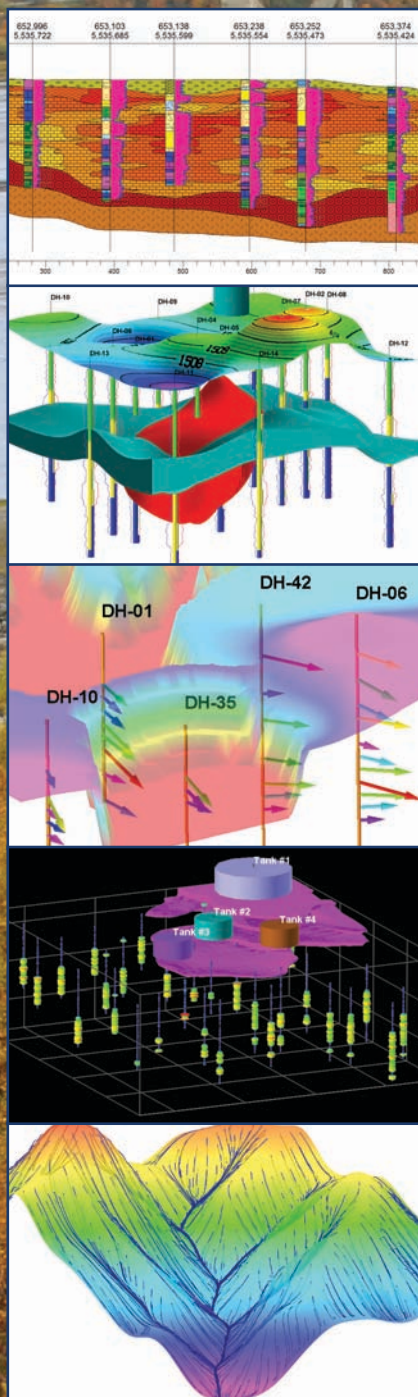 652,996 653,103 653,138 653,238 653,252 653,374
5,535,722 5,535,685 5,535,599 5,535,554 5,535,473 5,535,424
300 400 500 600 700 800
DH-10 DH-09 DH-02 DH-08
DH-07
DH-04
DH-05
DH-12
DH-13 DH-14
1,508
DH-42 DH-06
DH-01
DH-10 DH-35
Tank #1
Tank #2
Tank #3 Tank #4